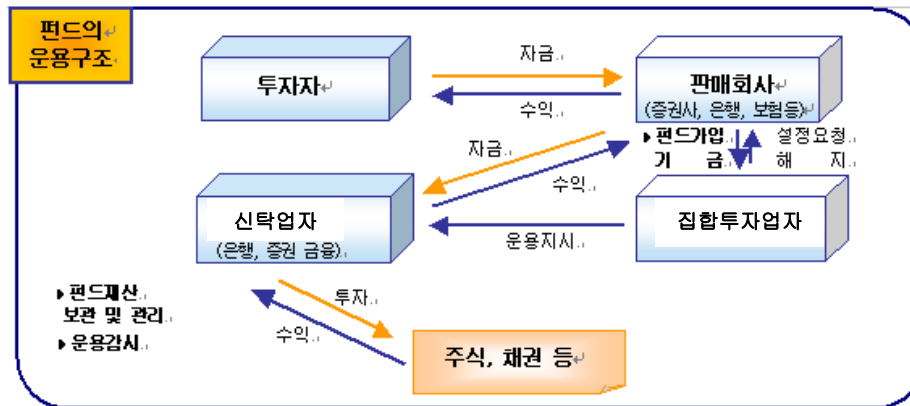 펀드의
운용구조
투자자
자금
수익
판매회사
(증권사, 은행, 보험등)
▶펀드가입
기 금
설정요청
해 지
자금
수익
신탁업자
(은행, 증권 금융)
운용지시
집합투자업자
▶펀드재산
보관 및 관리
▶운용감시
투자
수익
주식, 채권 등